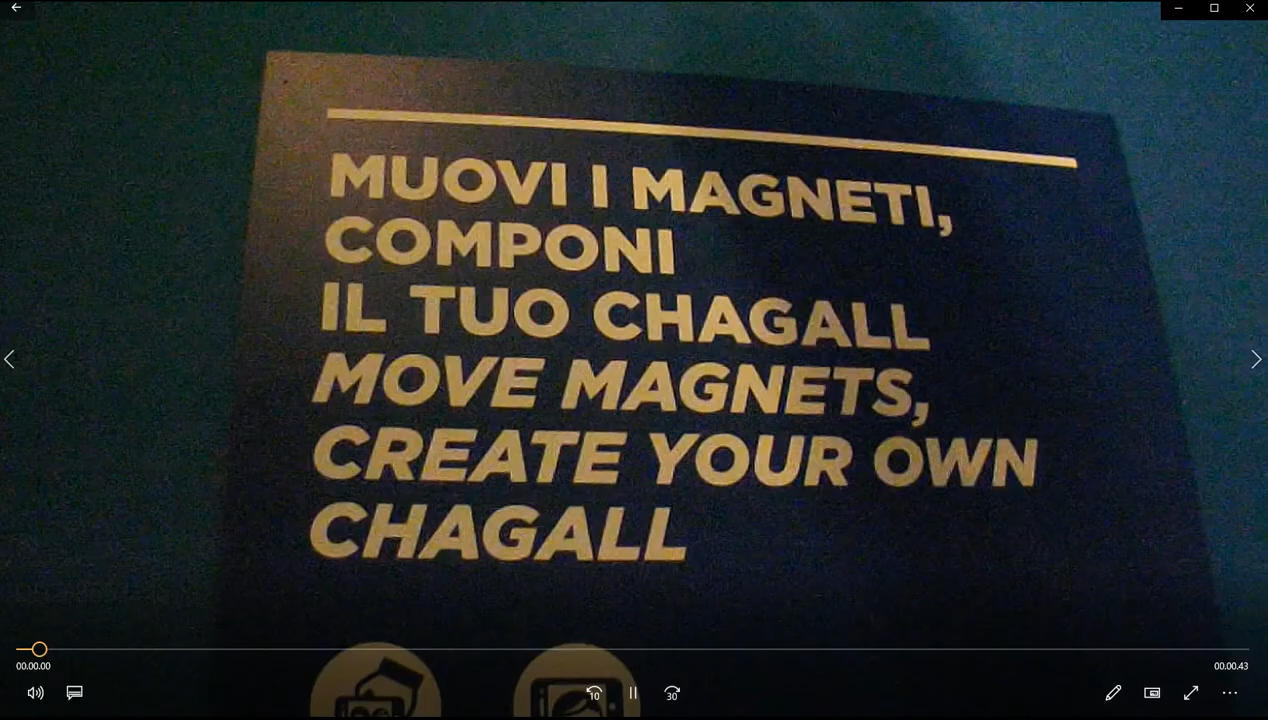 MUOVI I MAGNETI,
COMPONI
IL TUO CHAGALL
MOVE MAGNETS,
CREATE YOUR OWN
CHAGALL
00.00.00
00.00.43
10
30